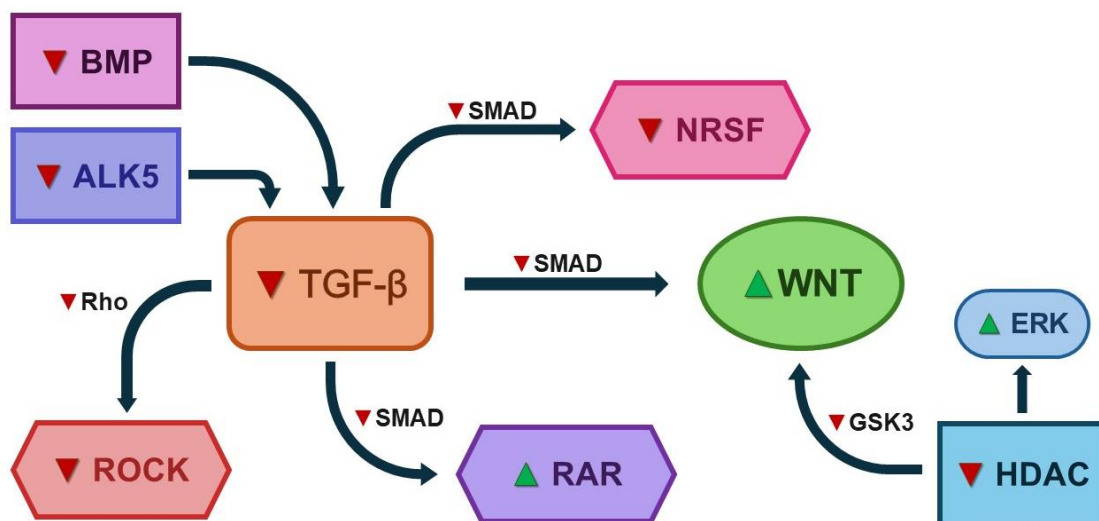 ▼ BMP
▼ SMAD
▼ NRSF
▼ ALK5
▼ TGF-β
▼ SMAD
▲ WNT
▼ Rho
▲ ERK
▼ SMAD
▼ GSK3
▼ ROCK
▲ RAR
▼ HDAC